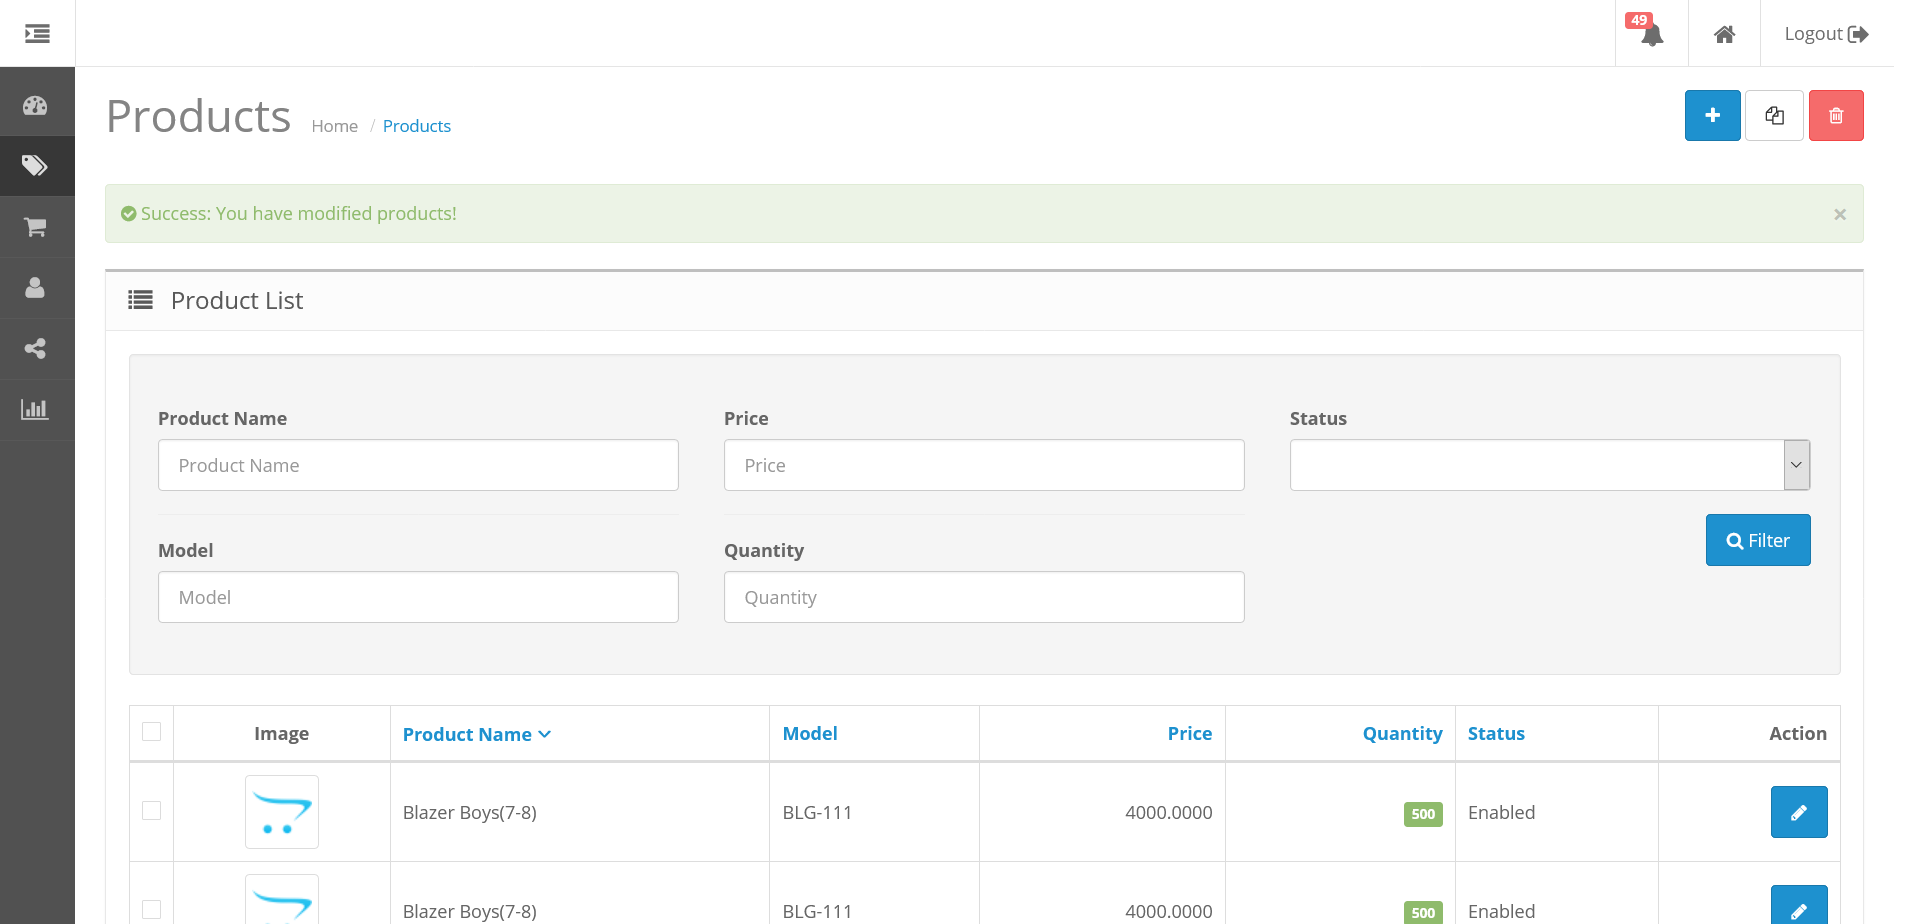 49
Logout
Products Home / Products
Success: You have modified products!
×
Product List
Product Name Price Status
Product Name Price
Filter
Model Quantity
Model Quantity
Image Product Name Model Price Quantity Status Action
Blazer Boys(7-8) BLG-111 4000.0000 500 Enabled
Blazer Boys(7-8) BLG-111 4000.0000 500 Enabled